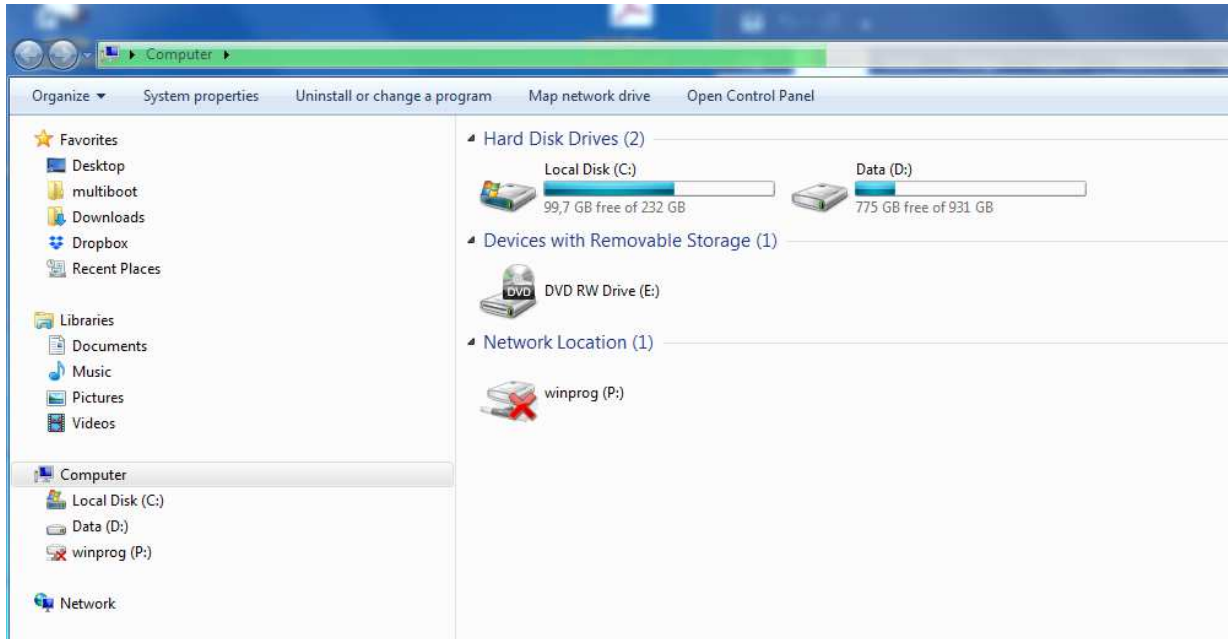 Computer
Organize System properties Uninstall or change a program Map network drive Open Control Panel
Favorites
Desktop
multiboot
Downloads
Dropbox
Recent Places
Libraries
Documents
Music
Pictures
Videos
Computer
Local Disk (C:)
Data (D:)
winprog (P:)
Network
Hard Disk Drives (2)
Local Disk (C:) Data (D:)
99,7 GB free of 232 GB 775 GB free of 931 GB
Devices with Removable Storage (1)
DVD
DVD RW Drive (E:)
Network Location (1)
winprog (P:)